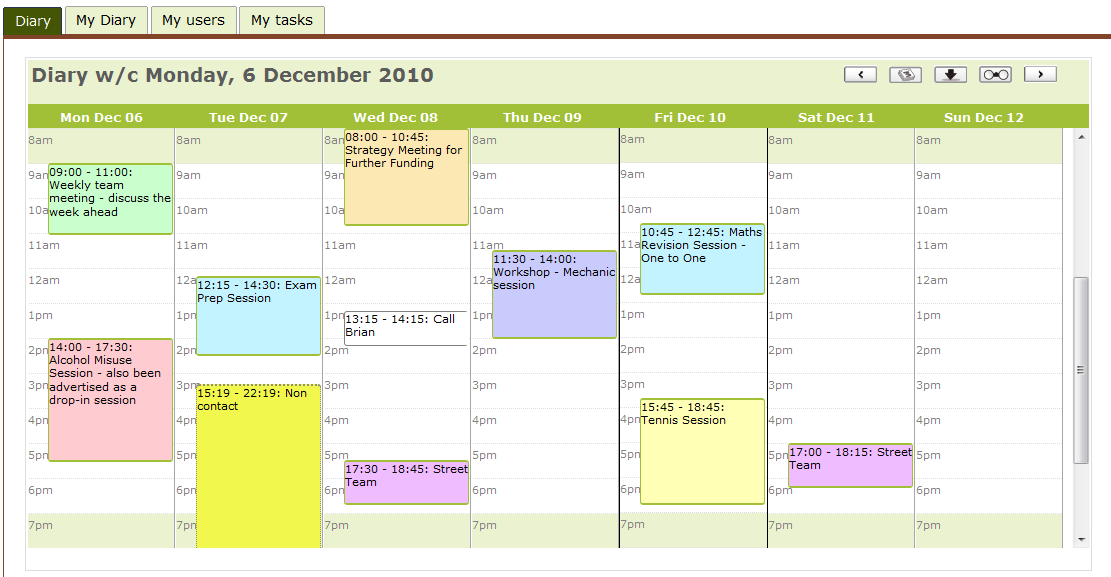 Diary My Diary My users My tasks
Diary w/c Monday, 6 December 2010
Mon Dec 06 Tue Dec 07 Wed Dec 08 Thu Dec 09 Fri Dec 10 Sat Dec 11 Sun Dec 12
8am
9am
10am
11am
12am
1pm
2pm
3pm
4pm
5pm
6pm
7pm
09:00 - 11:00:
Weekly team
meeting - discuss the
week ahead
14:00 - 17:30:
Alcohol Misuse
Session - also been
advertised as a
drop-in session
8am
9am
10am
11am
12a
1pm
2pm
3pm
4pm
5pm
6pm
7pm
12:15 - 14:30: Exam
Prep Session
15:19 - 22:19: Non
contact
8am
9am
10a
11am
12am
1pm
2pm
3pm
4pm
5pm
6pm
7pm
08:00 - 10:45:
Strategy Meeting for
Further Funding
13:15 - 14:15: Call
Brian
17:30 - 18:45: Street
Team
8am
9am
10am
11am
12a
1pm
2pm
3pm
4pm
5pm
6pm
7pm
11:30 - 14:00:
Workshop - Mechanic
session
8am
9am
10am
11a
12a
1pm
2pm
3pm
4pm
5pm
6pm
7pm
10:45 - 12:45: Maths
Revision Session -
One to One
15:45 - 18:45:
Tennis Session
8am
9am
10am
11am
12am
1pm
2pm
3pm
4pm
5pm
6pm
7pm
17:00 - 18:15: Street
Team
8am
9am
10am
11am
12am
1pm
2pm
3pm
4pm
5pm
6pm
7pm